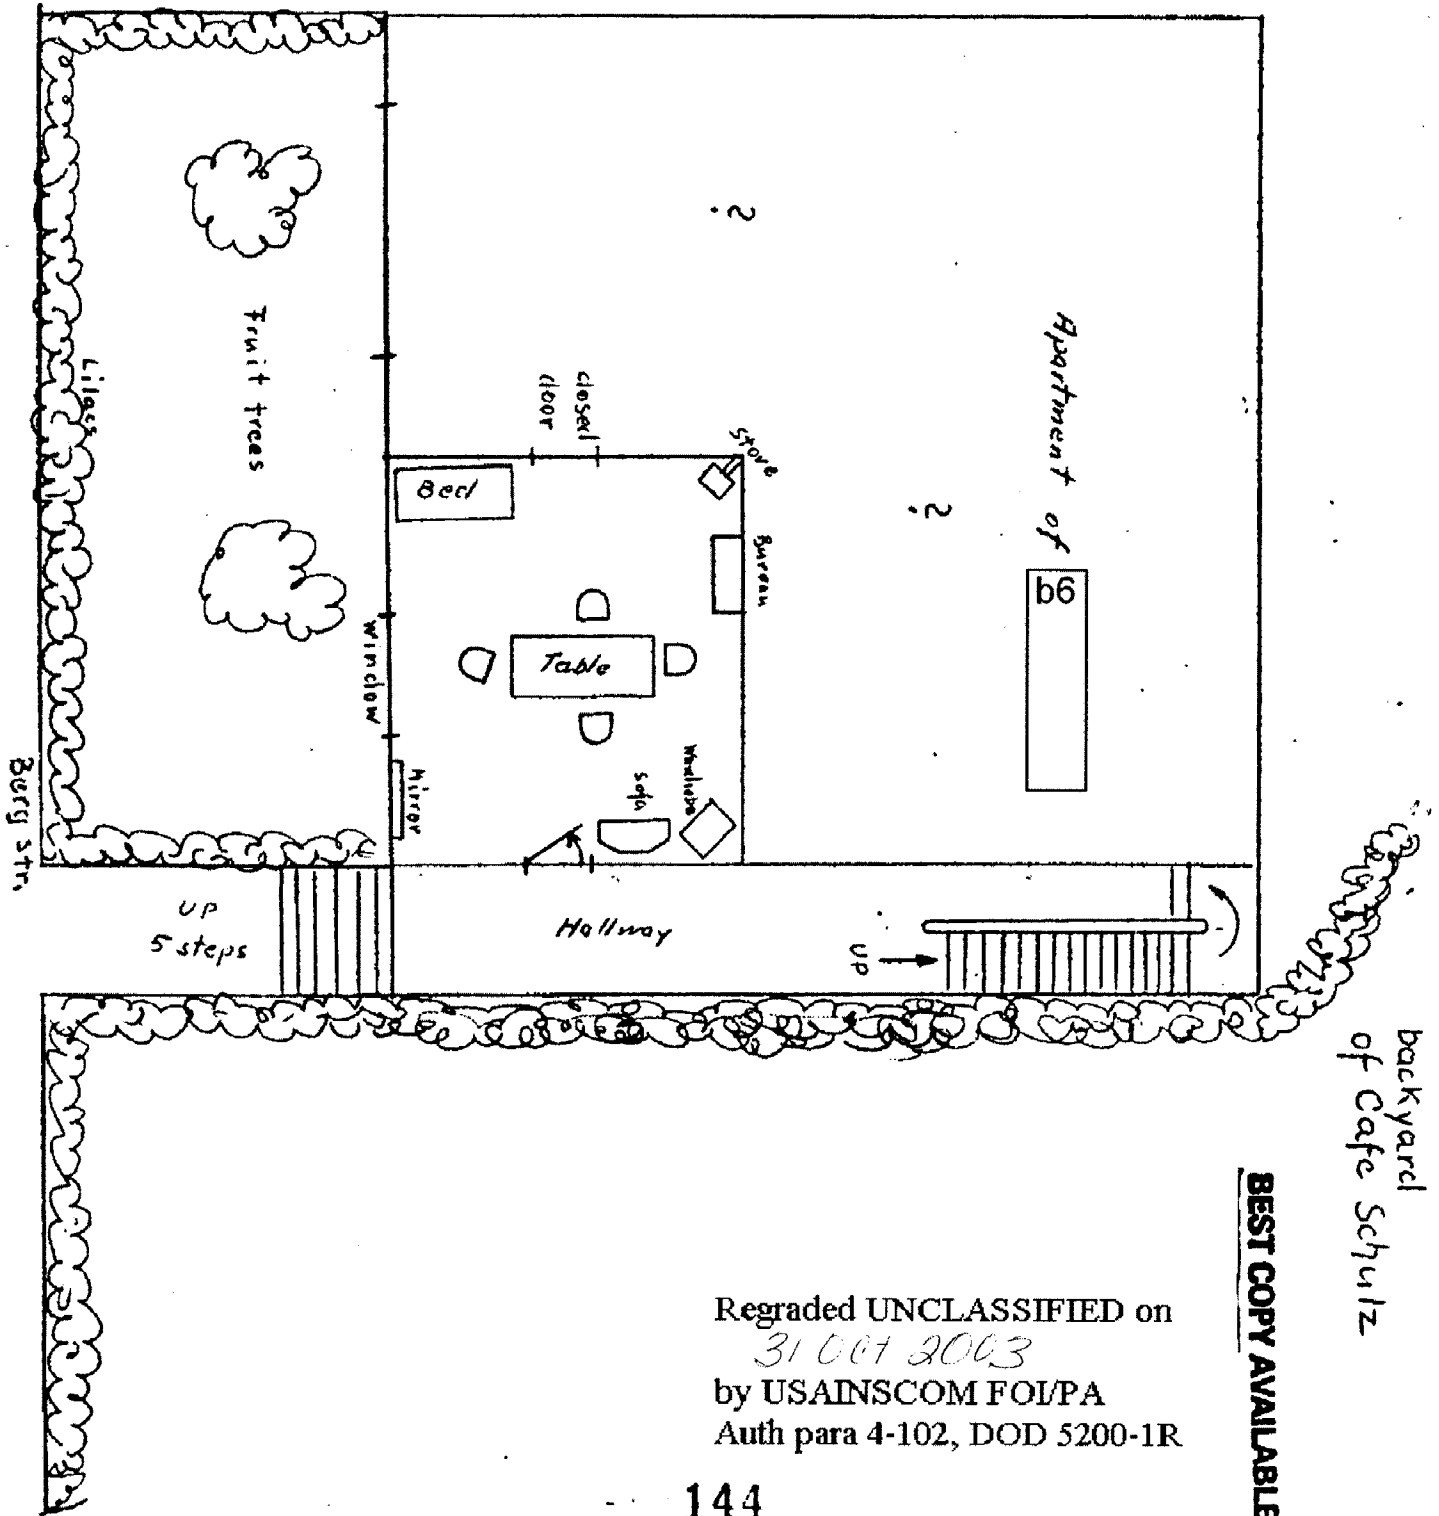 backyard
of Cafe Schulz
Apartment of
b6
?
?
Stove
Bureau
closed
door
Bed
Table
Wardrobe
Sofa
Window
Mirror
Fruit trees
Lilacs
Berg str.
UP
5 steps
Hallway
UP
BEST COPY AVAILABLE
Regraded UNCLASSIFIED on
31 Oct 2003
by USAINSCOM FOI/PA
Auth para 4-102, DOD 5200-1R
144